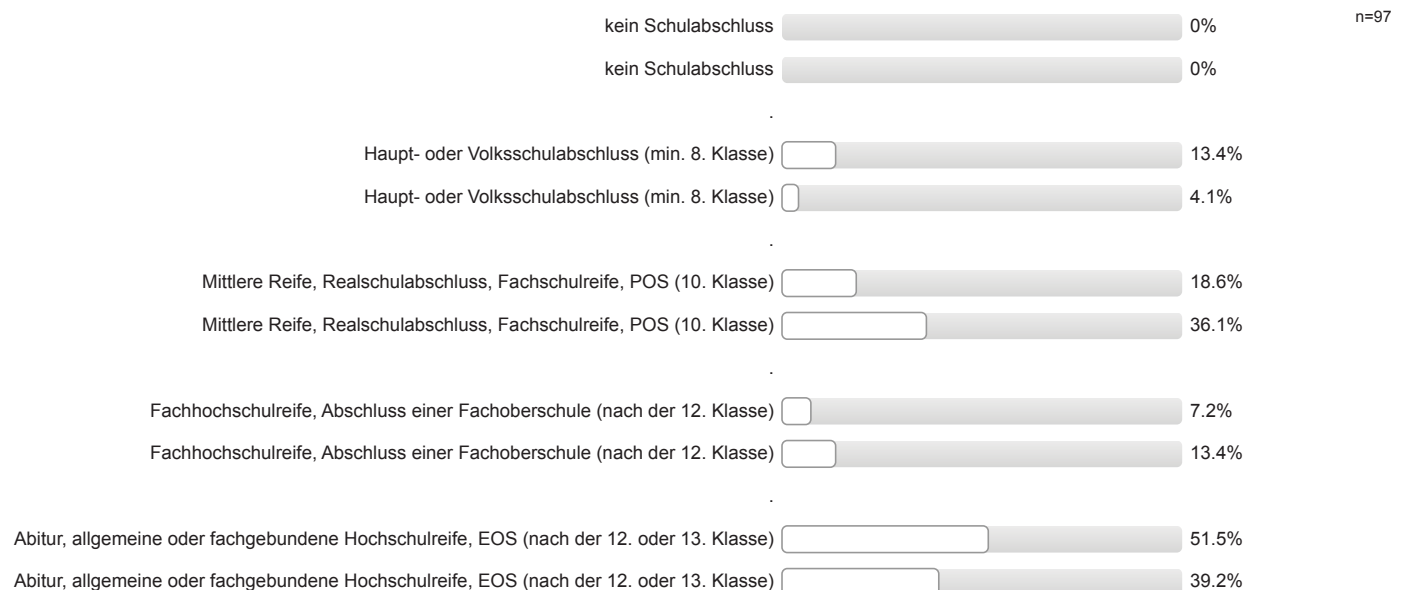 n=97
kein Schulabschluss 0%
kein Schulabschluss 0%
.
Haupt- oder Volksschulabschluss (min. 8. Klasse) 13.4%
Haupt- oder Volksschulabschluss (min. 8. Klasse) 4.1%
.
Mittlere Reife, Realschulabschluss, Fachschulreife, POS (10. Klasse) 18.6%
Mittlere Reife, Realschulabschluss, Fachschulreife, POS (10. Klasse) 36.1%
.
Fachhochschulreife, Abschluss einer Fachoberschule (nach der 12. Klasse) 7.2%
Fachhochschulreife, Abschluss einer Fachoberschule (nach der 12. Klasse) 13.4%
.
Abitur, allgemeine oder fachgebundene Hochschulreife, EOS (nach der 12. oder 13. Klasse) 51.5%
Abitur, allgemeine oder fachgebundene Hochschulreife, EOS (nach der 12. oder 13. Klasse) 39.2%